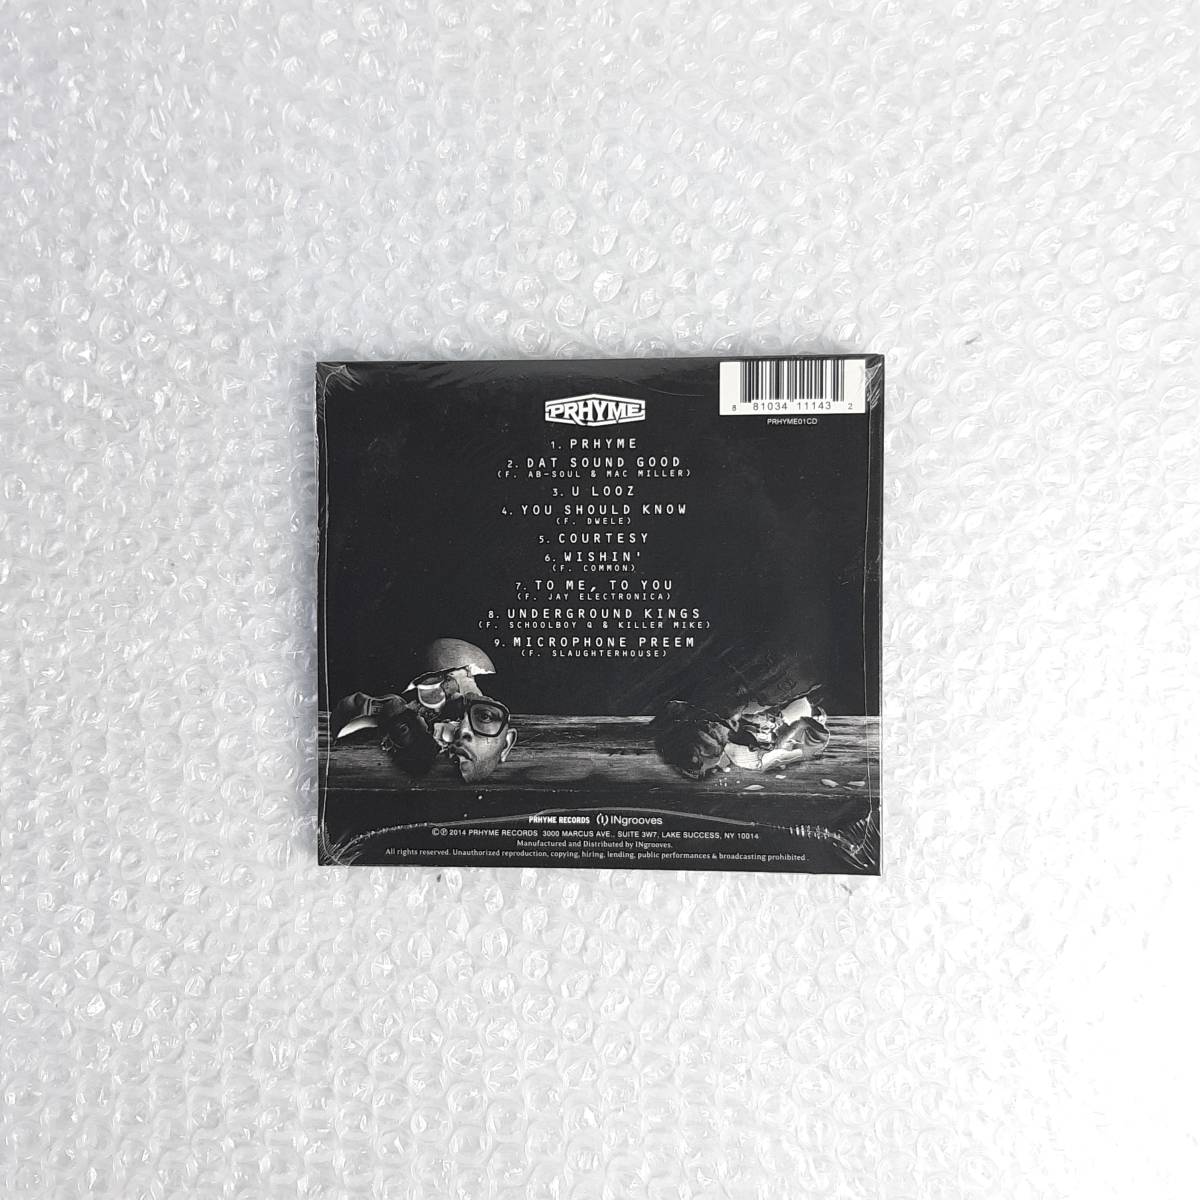 PRHYME
8 81034 11143 2
PRHYME01CD
1. PRHYME
2. DAT SOUND GOOD
(F. AB-SOUL & MAC MILLER)
3. U LOOZ
4. YOU SHOULD KNOW
(F. DWELE)
5. COURTESY
6. WISHIN'
(F. COMMON)
7. TO ME, TO YOU
(F. JAY ELECTRONICA)
8. UNDERGROUND KINGS
(F. SCHOOLBOY Q & KILLER MIKE)
9. MICROPHONE PREEM
(F. SLAUGHTERHOUSE)
PRHYME RECORDS INgrooves
©℗ 2014 PRHYME RECORDS 3000 MARCUS AVE., SUITE 3W7, LAKE SUCCESS, NY 10014
Manufactured and Distributed by INgrooves.
All rights reserved. Unauthorized reproduction, copying, hiring, lending, public performances & broadcasting prohibited .